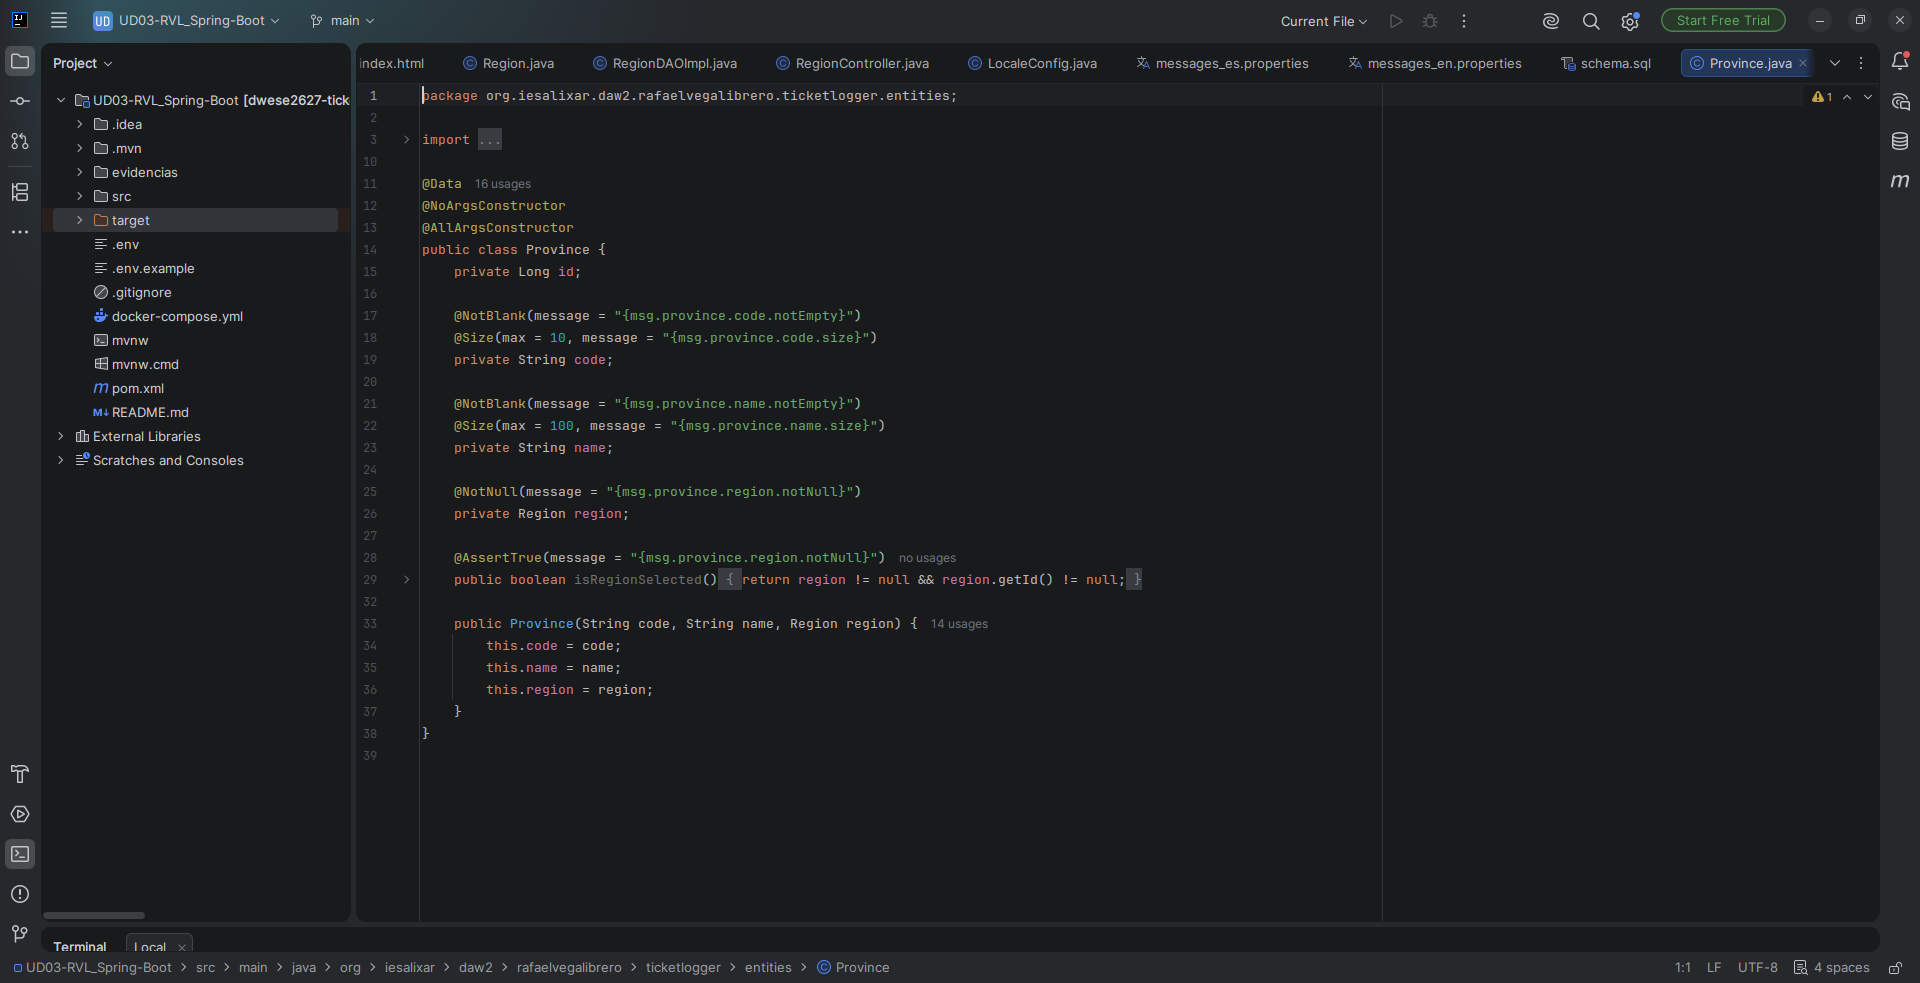 IJ
UD UD03-RVL_Spring-Boot main Current File Start Free Trial
Project
UD03-RVL_Spring-Boot [dwese2627-tick
.idea
.mvn
evidencias
src
target
.env
.env.example
.gitignore
docker-compose.yml
mvnw
mvnw.cmd
m pom.xml
M↓ README.md
External Libraries
Scratches and Consoles
index.html Region.java RegionDAOImpl.java RegionController.java LocaleConfig.java messages_es.properties messages_en.properties schema.sql Province.java
1 package org.iesalixar.daw2.rafaelvegalibrero.ticketlogger.entities; 1
2
3 import ...
10
11 @Data 16 usages
12 @NoArgsConstructor
13 @AllArgsConstructor
14 public class Province {
15 private Long id;
16
17 @NotBlank(message = "{msg.province.code.notEmpty}")
18 @Size(max = 10, message = "{msg.province.code.size}")
19 private String code;
20
21 @NotBlank(message = "{msg.province.name.notEmpty}")
22 @Size(max = 100, message = "{msg.province.name.size}")
23 private String name;
24
25 @NotNull(message = "{msg.province.region.notNull}")
26 private Region region;
27
28 @AssertTrue(message = "{msg.province.region.notNull}") no usages
29 public boolean isRegionSelected() { return region != null && region.getId() != null; }
32
33 public Province(String code, String name, Region region) { 14 usages
34 this.code = code;
35 this.name = name;
36 this.region = region;
37 }
38 }
39
m
Terminal Local
UD03-RVL_Spring-Boot > src > main > java > org > iesalixar > daw2 > rafaelvegalibrero > ticketlogger > entities > Province 1:1 LF UTF-8 4 spaces